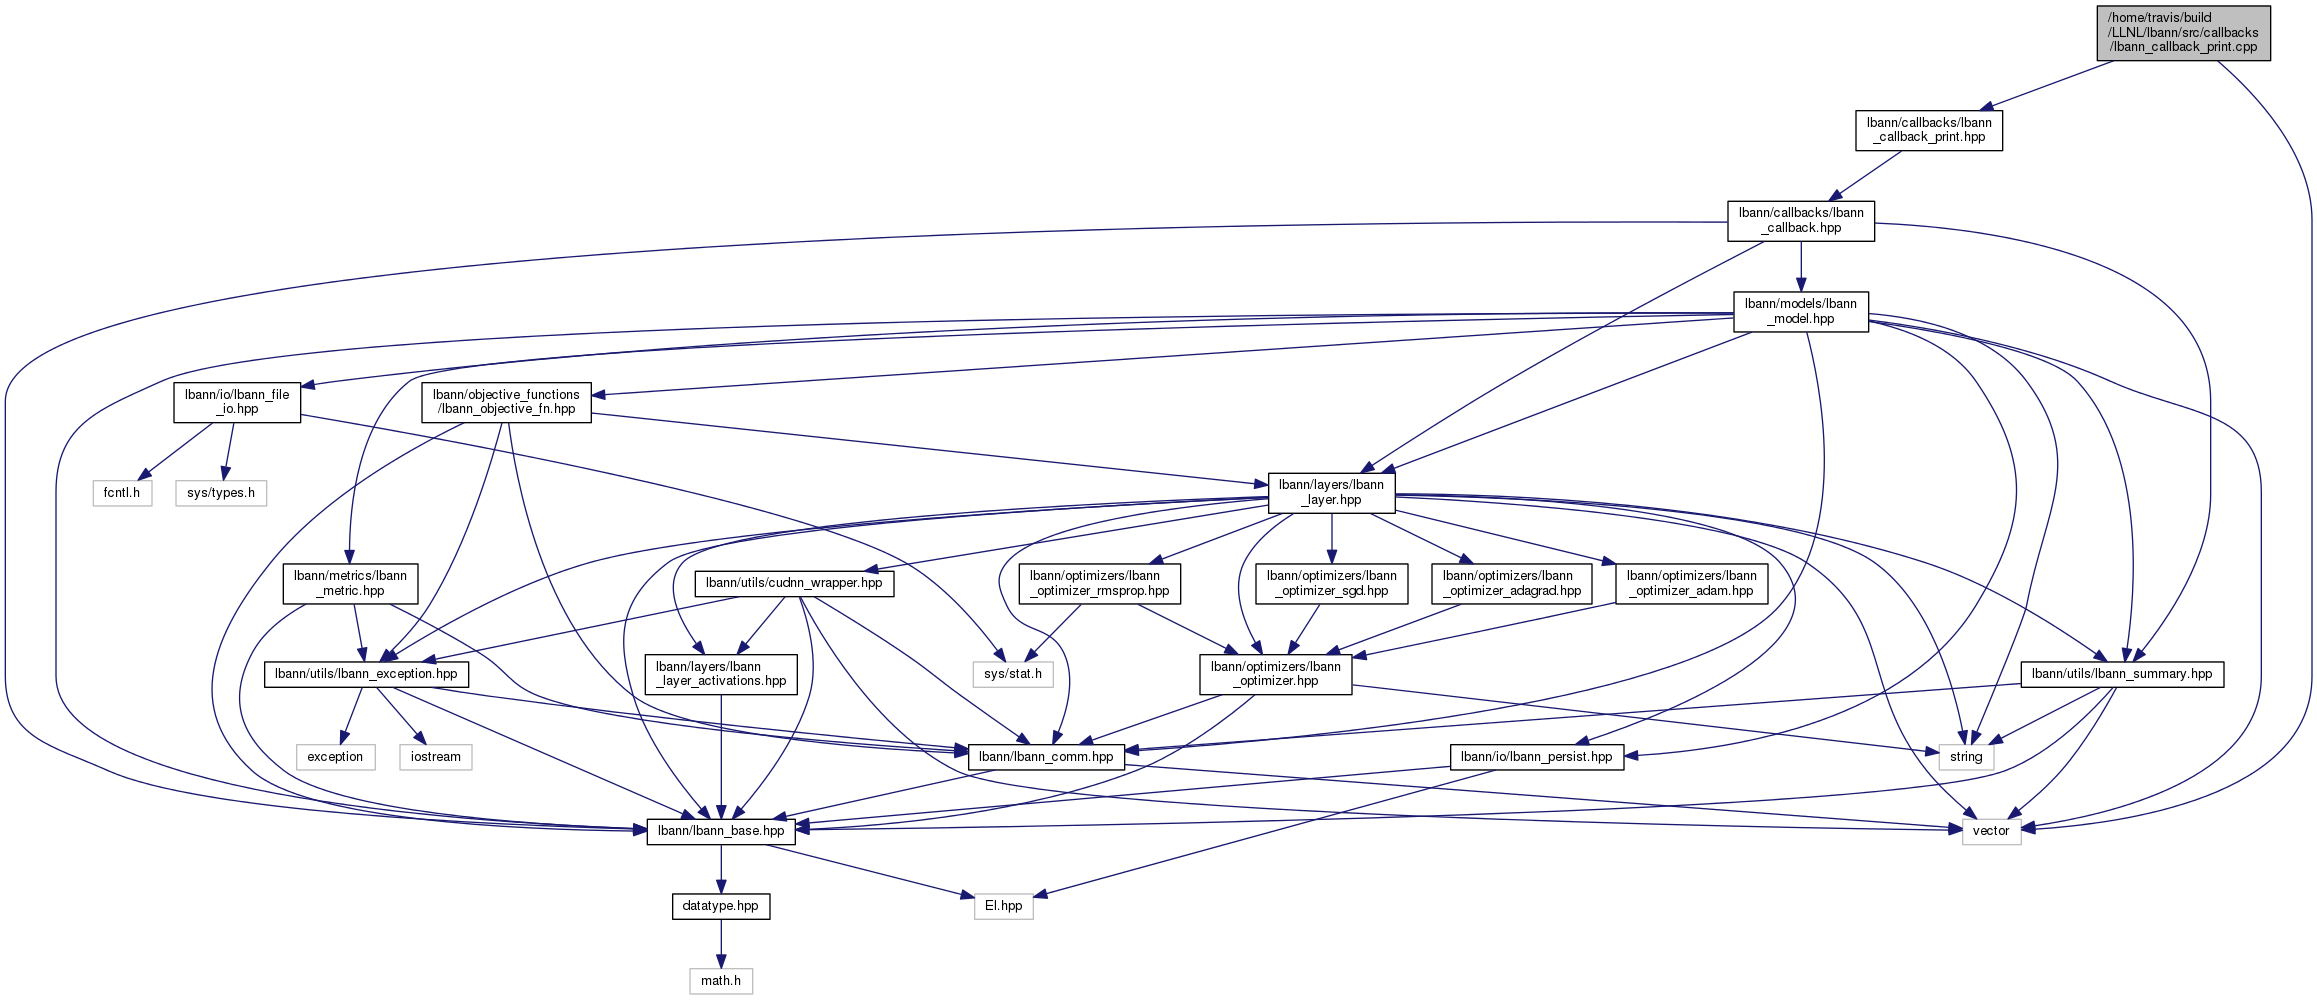 /home/travis/build
/LLNL/lbann/src/callbacks
/lbann_callback_print.cpp
lbann/callbacks/lbann
_callback_print.hpp
lbann/callbacks/lbann
_callback.hpp
lbann/models/lbann
_model.hpp
lbann/io/lbann_file
_io.hpp
lbann/objective_functions
/lbann_objective_fn.hpp
fcntl.h
sys/types.h
lbann/layers/lbann
_layer.hpp
lbann/metrics/lbann
_metric.hpp
lbann/utils/cudnn_wrapper.hpp
lbann/optimizers/lbann
_optimizer_rmsprop.hpp
lbann/optimizers/lbann
_optimizer_sgd.hpp
lbann/optimizers/lbann
_optimizer_adagrad.hpp
lbann/optimizers/lbann
_optimizer_adam.hpp
lbann/utils/lbann_exception.hpp
lbann/layers/lbann
_layer_activations.hpp
sys/stat.h
lbann/optimizers/lbann
_optimizer.hpp
lbann/utils/lbann_summary.hpp
exception
iostream
lbann/lbann_comm.hpp
lbann/io/lbann_persist.hpp
string
lbann/lbann_base.hpp
vector
datatype.hpp
El.hpp
math.h